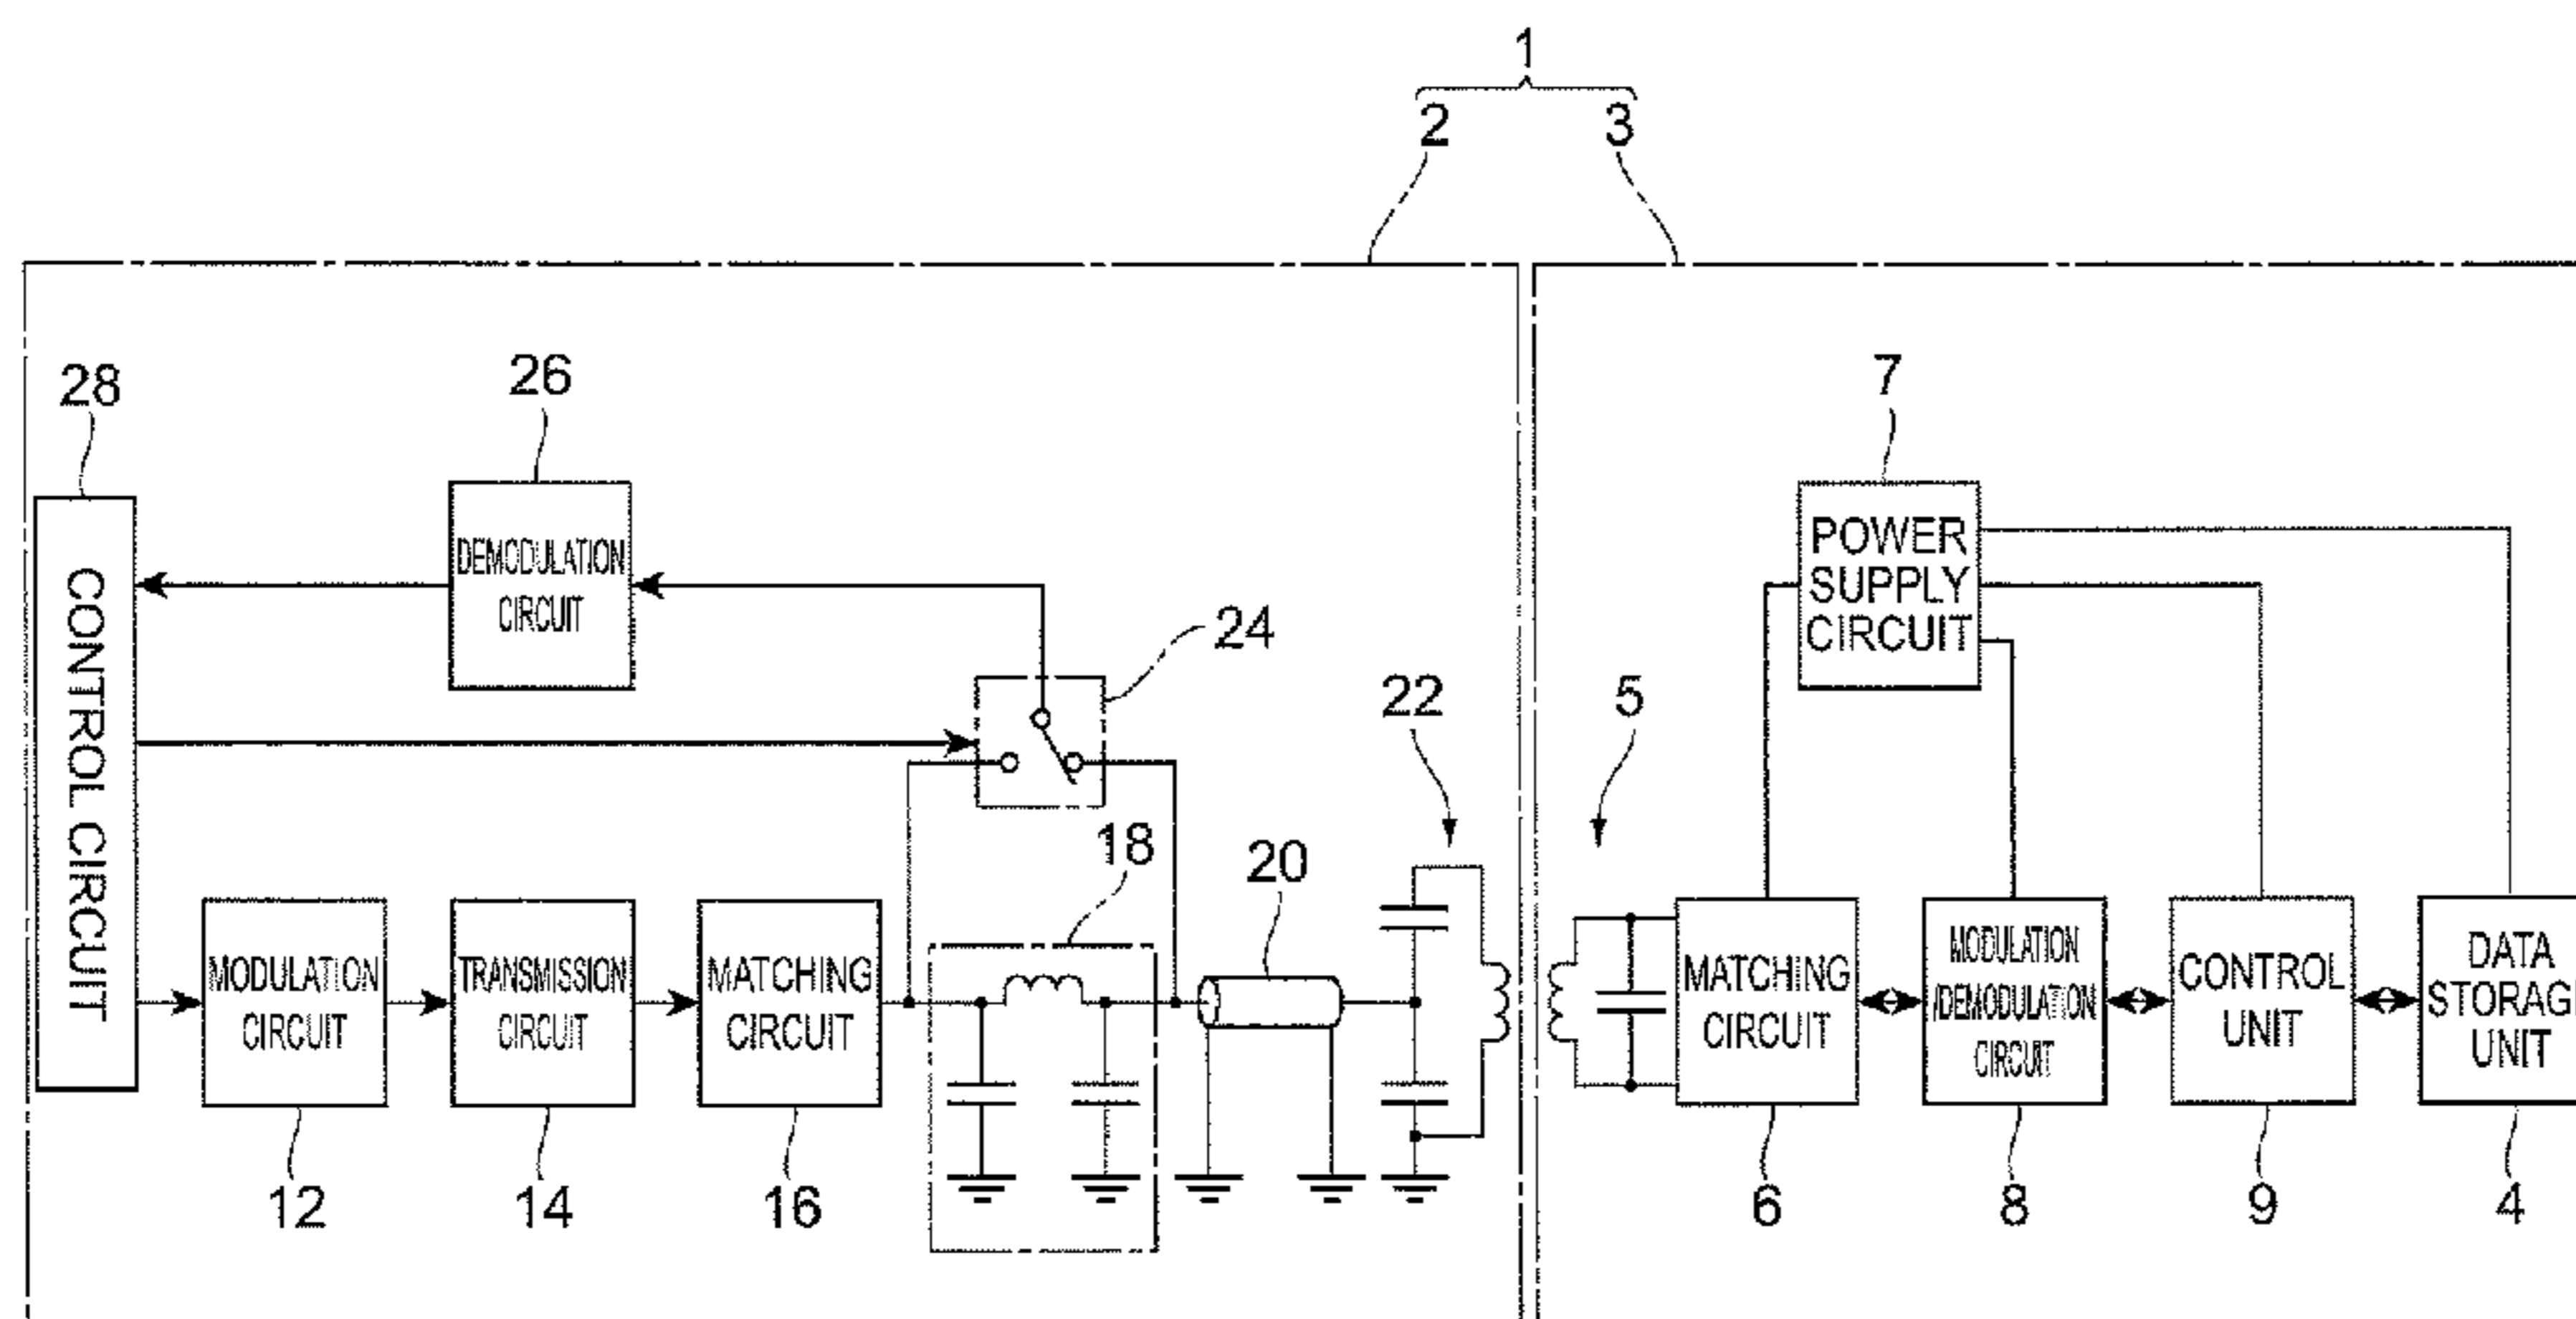 1
2 3
28
26
7
DEMODULATION
CIRCUIT
POWER
SUPPLY
CIRCUIT
24
22
5
CONTROL CIRCUIT
18
20
MODULATION
CIRCUIT
TRANSMISSION
CIRCUIT
MATCHING
CIRCUIT
MATCHING
CIRCUIT
MODULATION
/DEMODULATION
CIRCUIT
CONTROL
UNIT
DATA
STORAGE
UNIT
12 14 16 6 8 9 4